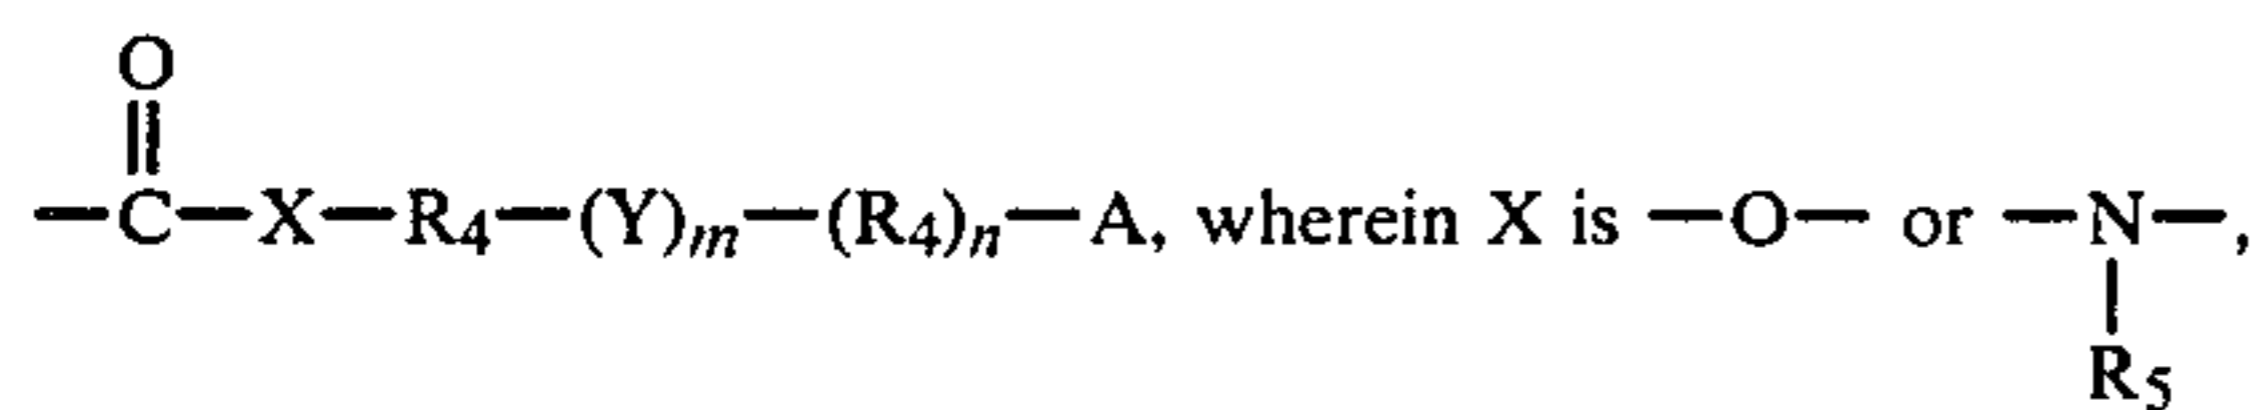 O
—C—X—R4—(Y)m—(R4)n—A, wherein X is —O— or —N—,
R5